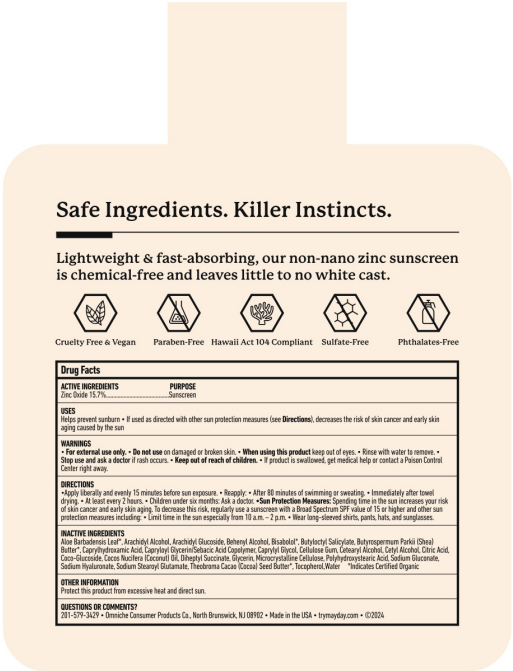 Safe Ingredients. Killer Instincts.
Lightweight & fast-absorbing, our non-nano zinc sunscreen
is chemical-free and leaves little to no white cast.
Cruelty Free & Vegan Paraben-Free Hawaii Act 104 Compliant Sulfate-Free Phthalates-Free
Drug Facts
ACTIVE INGREDIENTS PURPOSE
Zinc Oxide 15.7%..............................Sunscreen
USES
Helps prevent sunburn • If used as directed with other sun protection measures (see Directions), decreases the risk of skin cancer and early skin
aging caused by the sun
WARNINGS
• For external use only. • Do not use on damaged or broken skin. • When using this product keep out of eyes. • Rinse with water to remove. •
Stop use and ask a doctor if rash occurs. • Keep out of reach of children. • If product is swallowed, get medical help or contact a Poison Control
Center right away.
DIRECTIONS
•Apply liberally and evenly 15 minutes before sun exposure. • Reapply: • After 80 minutes of swimming or sweating. • Immediately after towel
drying. • At least every 2 hours. • Children under six months: Ask a doctor. •Sun Protection Measures: Spending time in the sun increases your risk
of skin cancer and early skin aging. To decrease this risk, regularly use a sunscreen with a Broad Spectrum SPF value of 15 or higher and other sun
protection measures including: • Limit time in the sun especially from 10 a.m. – 2 p.m. • Wear long-sleeved shirts, pants, hats, and sunglasses.
INACTIVE INGREDIENTS
Aloe Barbadensis Leaf*, Arachidyl Alcohol, Arachidyl Glucoside, Behenyl Alcohol, Bisabolol*, Butyloctyl Salicylate, Butyrospermum Parkii (Shea)
Butter*, Caprylhydroxamic Acid, Capryloyl Glycerin/Sebacic Acid Copolymer, Caprylyl Glycol, Cellulose Gum, Cetearyl Alcohol, Cetyl Alcohol, Citric Acid,
Coco-Glucoside, Cocos Nucifera (Coconut) Oil, Diheptyl Succinate, Glycerin, Microcrystalline Cellulose, Polyhydroxystearic Acid, Sodium Gluconate,
Sodium Hyaluronate, Sodium Stearoyl Glutamate, Theobroma Cacao (Cocoa) Seed Butter*, Tocopherol,Water *Indicates Certified Organic
OTHER INFORMATION
Protect this product from excessive heat and direct sun.
QUESTIONS OR COMMENTS?
201-579-3429 • Omniche Consumer Products Co., North Brunswick, NJ 08902 • Made in the USA • trymayday.com • ©2024